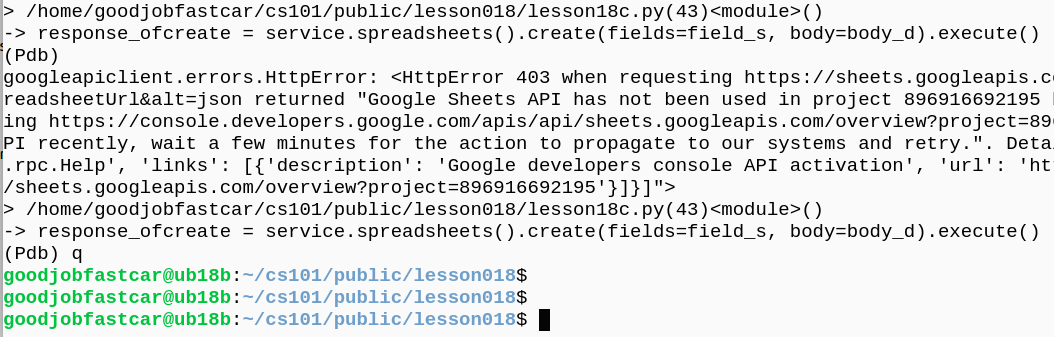 > /home/goodjobfastcar/cs101/public/lesson018/lesson18c.py(43)<module>()
-> response_ofcreate = service.spreadsheets().create(fields=field_s, body=body_d).execute()
(Pdb)
googleapiclient.errors.HttpError: <HttpError 403 when requesting https://sheets.googleapis.c
readsheetUrl&alt=json returned "Google Sheets API has not been used in project 896916692195
ing https://console.developers.google.com/apis/api/sheets.googleapis.com/overview?project=89
PI recently, wait a few minutes for the action to propagate to our systems and retry.". Deta
.rpc.Help', 'links': [{'description': 'Google developers console API activation', 'url': 'ht
/sheets.googleapis.com/overview?project=896916692195'}]}]">
> /home/goodjobfastcar/cs101/public/lesson018/lesson18c.py(43)<module>()
-> response_ofcreate = service.spreadsheets().create(fields=field_s, body=body_d).execute()
(Pdb) q
goodjobfastcar@ub18b:~/cs101/public/lesson018$
goodjobfastcar@ub18b:~/cs101/public/lesson018$
goodjobfastcar@ub18b:~/cs101/public/lesson018$